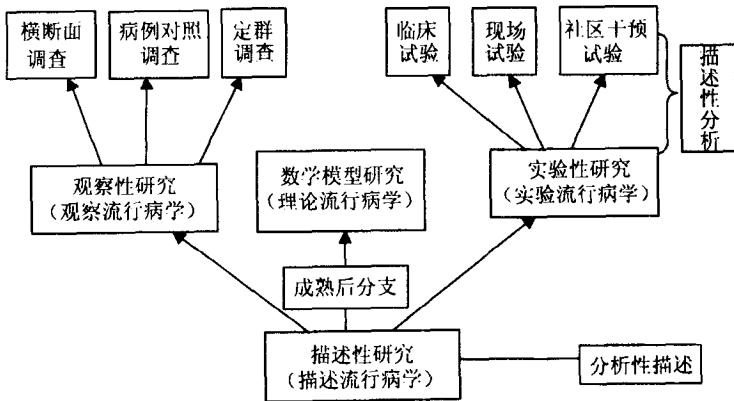 横断面
调查
病例对照
调查
定群
调查
临床
试验
现场
试验
社区干预
试验
描述性分析
观察性研究
（观察流行病学）
数学模型研究
（理论流行病学）
实验性研究
（实验流行病学）
成熟后分支
描述性研究
（描述流行病学）
分析性描述